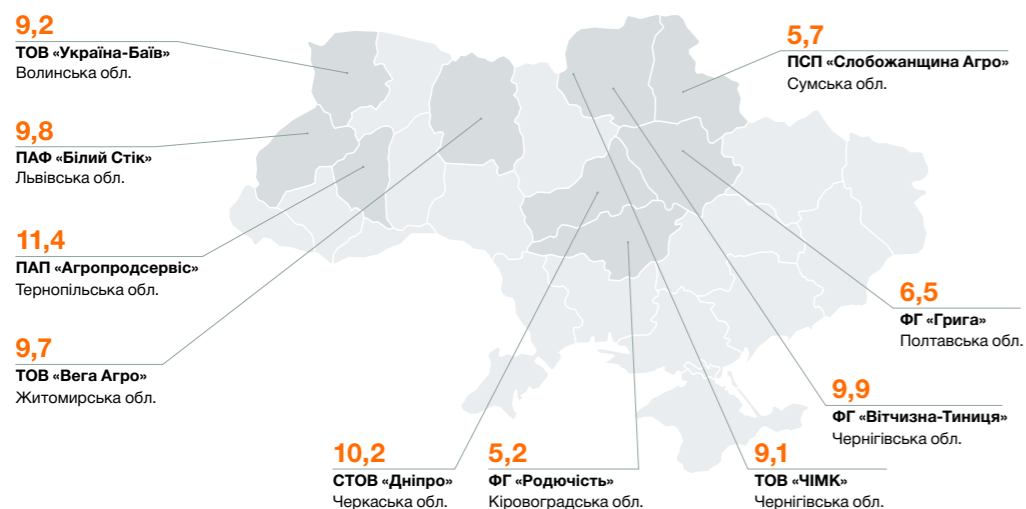 9,2
ТОВ «Україна-Баїв»
Волинська обл.
9,8
ПАФ «Білий Стік»
Львівська обл.
11,4
ПАП «Агропродсервіс»
Тернопільська обл.
9,7
ТОВ «Вега Агро»
Житомирська обл.
10,2
СТОВ «Дніпро»
Черкаська обл.
5,2
ФГ «Родючість»
Кіровоградська обл.
9,1
ТОВ «ЧІМК»
Чернігівська обл.
9,9
ФГ «Вітчизна-Тиниця»
Чернігівська обл.
6,5
ФГ «Грига»
Полтавська обл.
5,7
ПСП «Слобожанщина Агро»
Сумська обл.